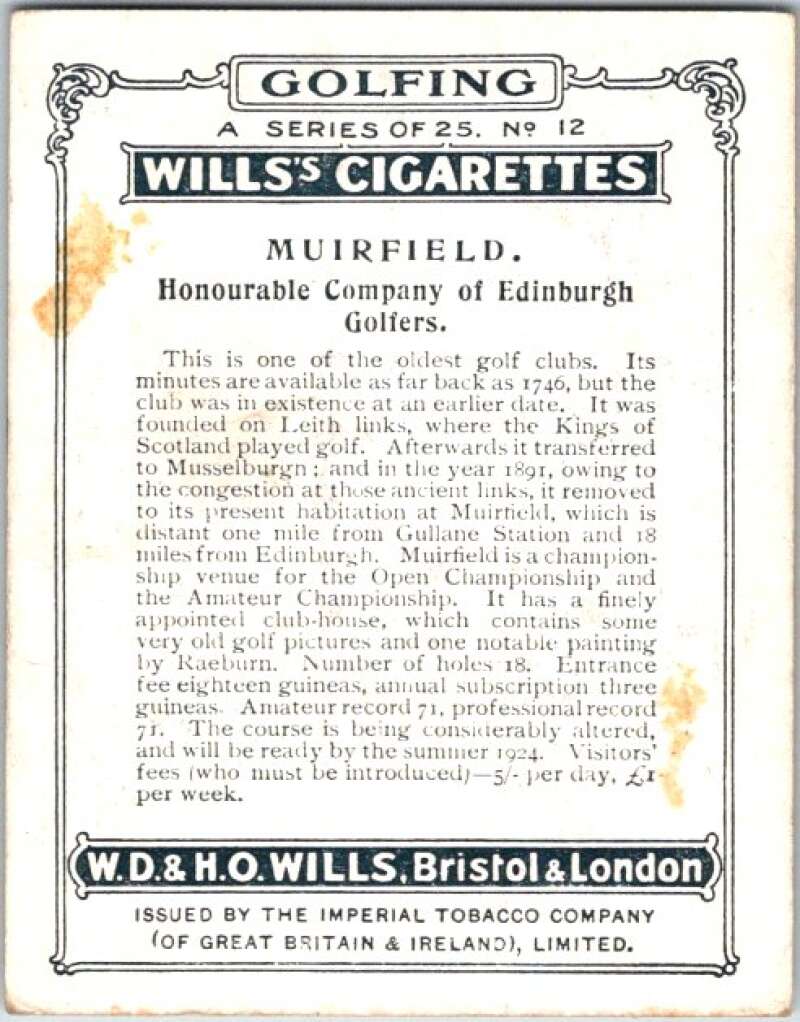 GOLFING
A SERIES OF 25. Nº 12
WILLS'S CIGARETTES
MUIRFIELD.
Honourable Company of Edinburgh
Golfers.
This is one of the oldest golf clubs. Its
minutes are available as far back as 1746, but the
club was in existence at an earlier date. It was
founded on Leith links, where the Kings of
Scotland played golf. Afterwards it transferred
to Musselburgh; and in the year 1891, owing to
the congestion at those ancient links, it removed
to its present habitation at Muirfield, which is
distant one mile from Gullane Station and 18
miles from Edinburgh. Muirfield is a champion-
ship venue for the Open Championship and
the Amateur Championship. It has a finely
appointed club-house, which contains some
very old golf pictures and one notable painting
by Raeburn. Number of holes 18. Entrance
fee eighteen guineas, annual subscription three
guineas. Amateur record 71, professional record
71. The course is being considerably altered,
and will be ready by the summer 1924. Visitors'
fees (who must be introduced)—5/- per day, £1
per week.
W.D. & H.O. WILLS, Bristol & London
ISSUED BY THE IMPERIAL TOBACCO COMPANY
(OF GREAT BRITAIN & IRELAND), LIMITED.